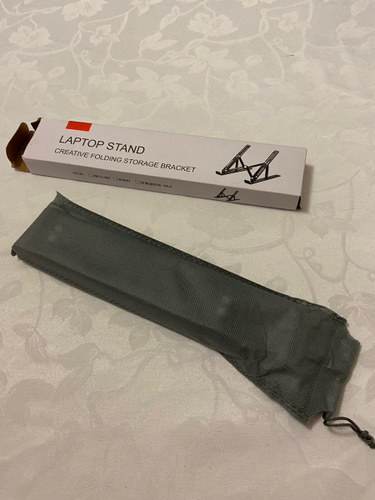 LAPTOP STAND
CREATIVE FOLDING STORAGE BRACKET